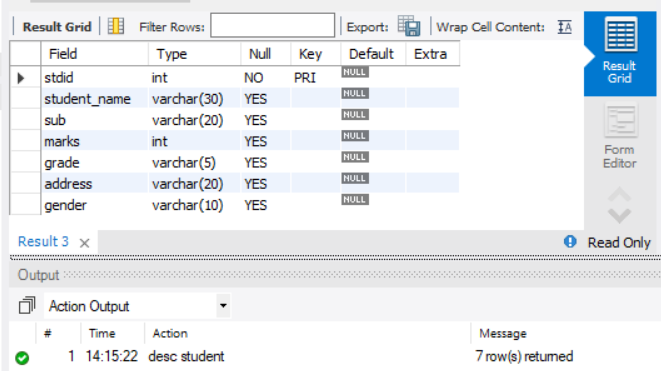 Result Grid Filter Rows: Export: Wrap Cell Content: IA
Field Type Null Key Default Extra
stdid int NO PRI NULL
student_name varchar(30) YES NULL
sub varchar(20) YES NULL
marks int YES NULL
grade varchar(5) YES NULL
address varchar(20) YES NULL
gender varchar(10) YES NULL
Result
Grid
Form
Editor
Result 3 Read Only
Output
Action Output
# Time Action Message
1 14:15:22 desc student 7 row(s) returned